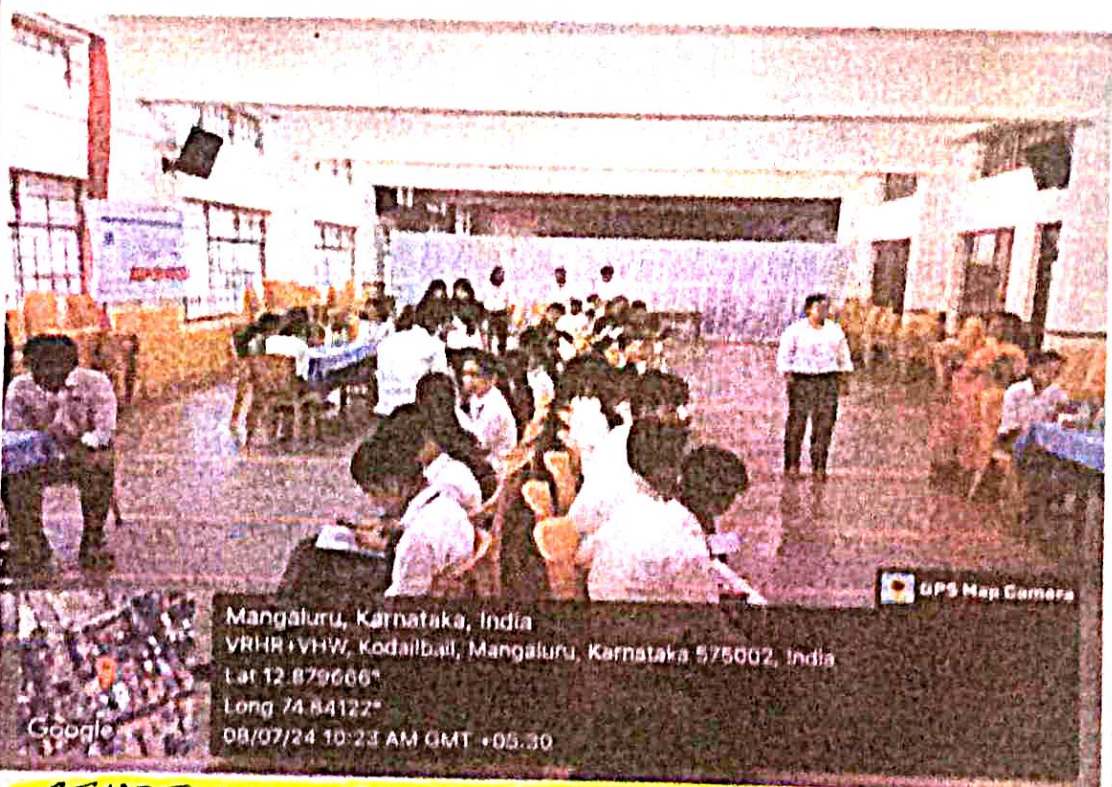 GPS Map Camera
Mangaluru, Karnataka, India
VRHR+VHW, Kodailbail, Mangaluru, Karnataka 575002, India
Lat 12.879666°
Long 74.84122°
08/07/24 10:23 AM GMT +05:30
Google